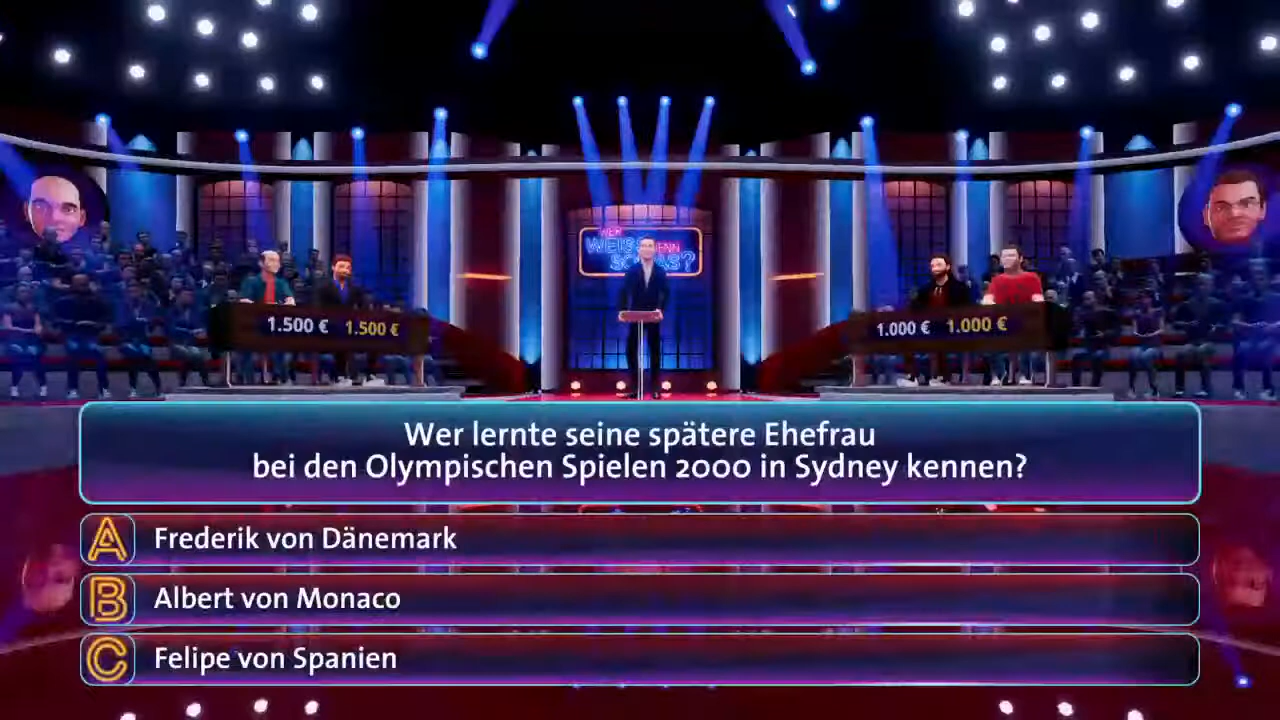 WER
WEISS DENN
SOWAS?
1.500 € 1.500 €
1.000 € 1.000 €
Wer lernte seine spätere Ehefrau
bei den Olympischen Spielen 2000 in Sydney kennen?
A Frederik von Dänemark
B Albert von Monaco
C Felipe von Spanien